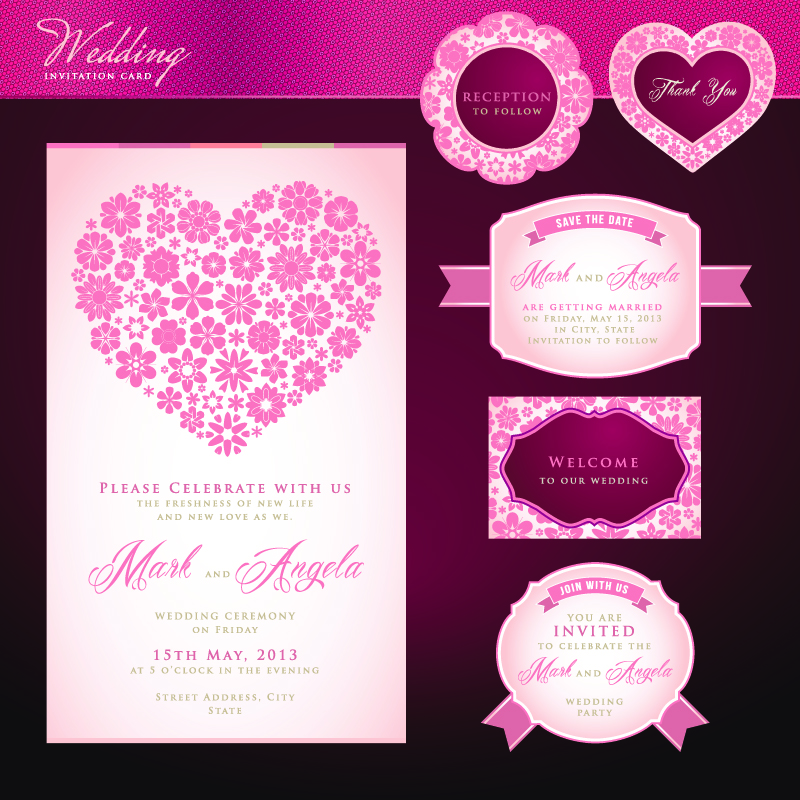 Wedding
INVITATION CARD
RECEPTION
TO FOLLOW
Thank You
SAVE THE DATE
Mark AND Angela
ARE GETTING MARRIED
ON FRIDAY, MAY 15, 2013
IN CITY, STATE
INVITATION TO FOLLOW
PLEASE CELEBRATE WITH US
THE FRESHNESS OF NEW LIFE
AND NEW LOVE AS WE.
Mark AND Angela
WEDDING CEREMONY
ON FRIDAY
15TH MAY, 2013
AT 5 O'CLOCK IN THE EVENING
STREET ADDRESS, CITY
STATE
WELCOME
TO OUR WEDDING
JOIN WITH US
YOU ARE
INVITED
TO CELEBRATE THE
Mark AND Angela
WEDDING
PARTY